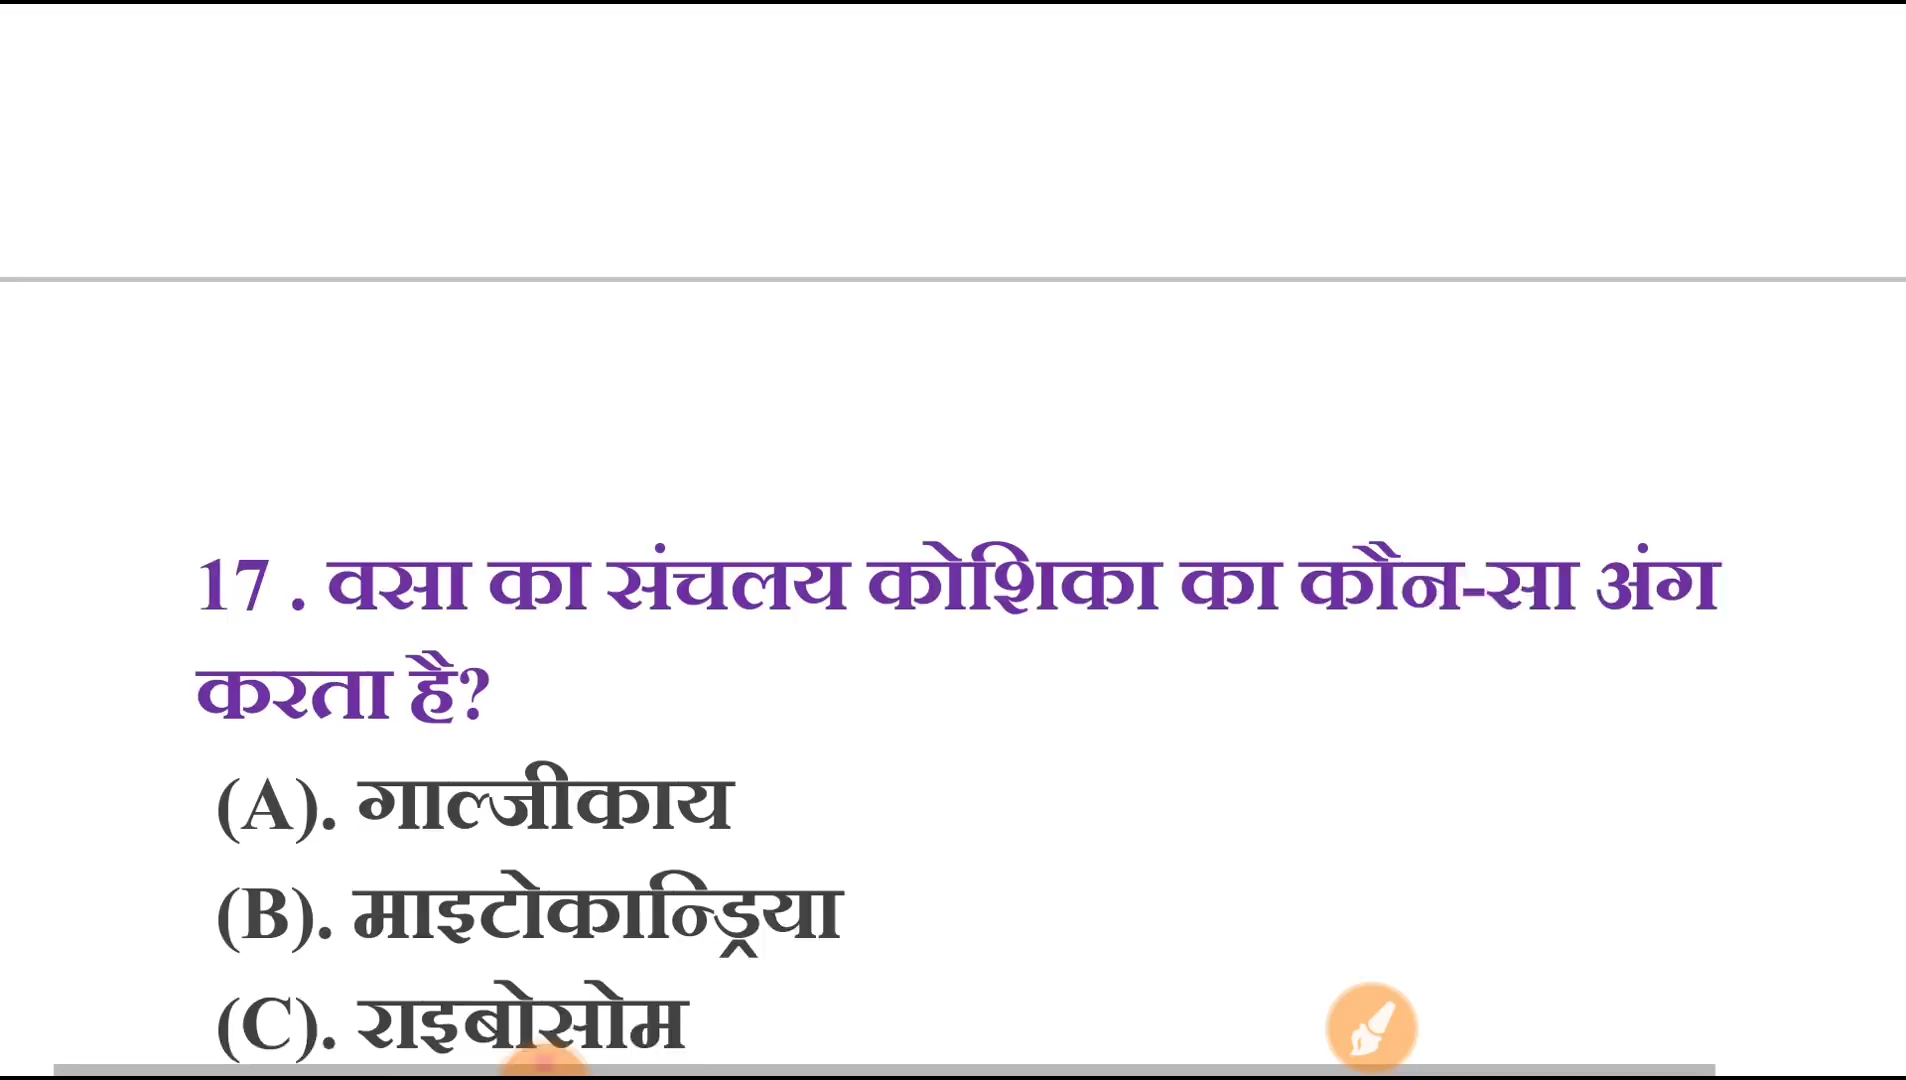 17 . वसा का संचलय कोशिका का कौन-सा अंग
करता है?
(A). गाल्जीकाय
(B). माइटोकान्ड्रिया
(C). राइबोसोम